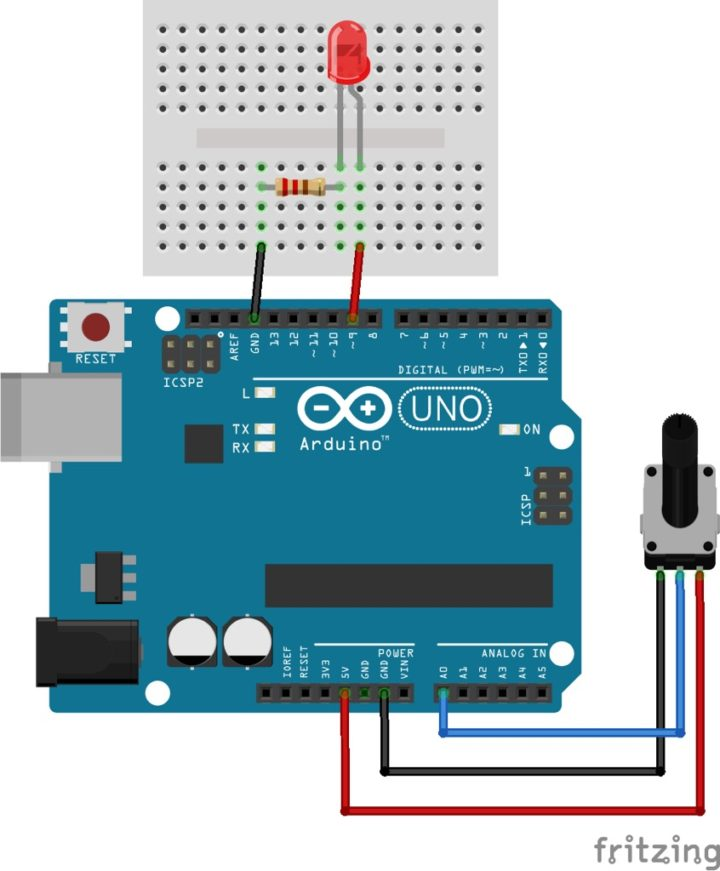 RESET
ICSP2
AREF
GND
13
12
~11
~10
~9
8
7
~6
~5
4
~3
2
TX0▶1
RX0◀0
DIGITAL (PWM=~)
L
TX
RX
UNO
ON
Arduino™
1
ICSP
POWER
ANALOG IN
IOREF
RESET
3V3
5V
GND
GND
VIN
A0
A1
A2
A3
A4
A5
fritzing